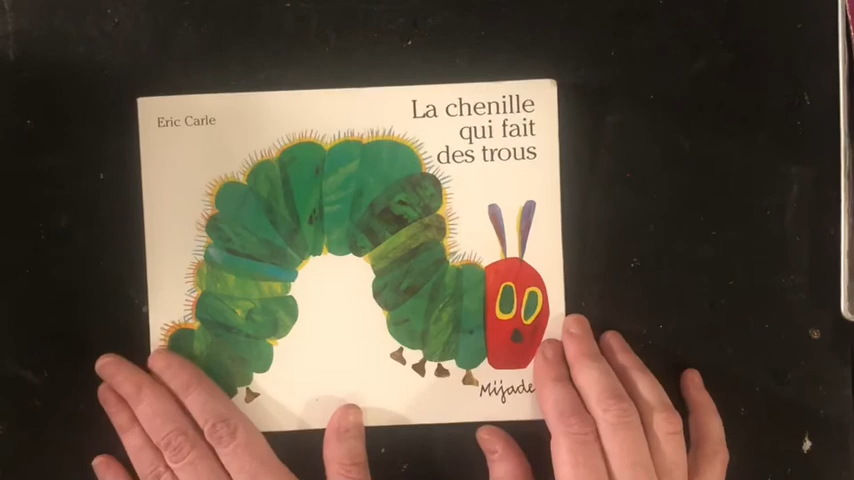 Eric Carle
La chenille
qui fait
des trous
Mijade